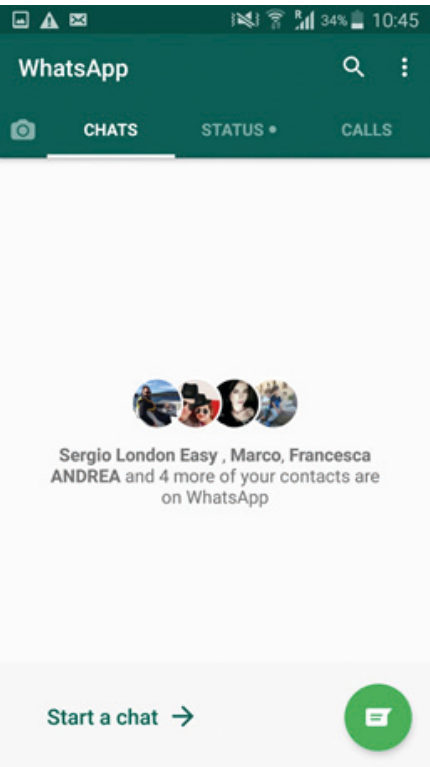 34% 10:45
WhatsApp
CHATS STATUS • CALLS
Sergio London Easy , Marco, Francesca
ANDREA and 4 more of your contacts are
on WhatsApp
Start a chat →